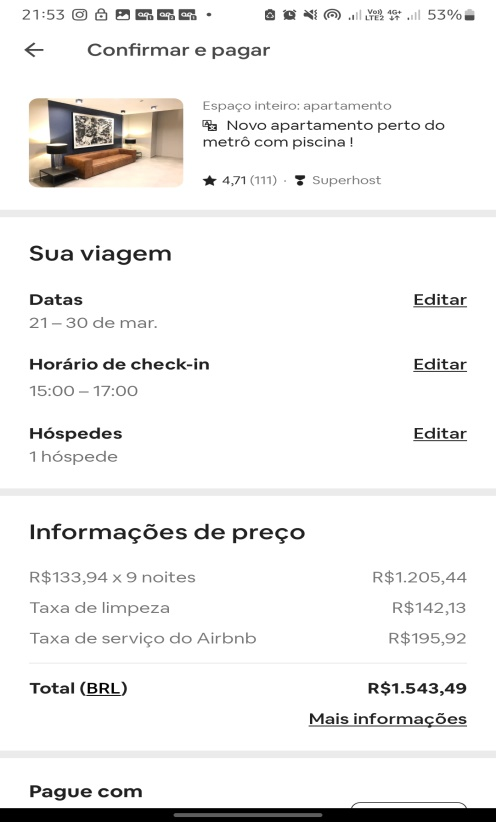 21:53
Vo)) 4G+ 53%
LTE2
Confirmar e pagar
Espaço inteiro: apartamento
Novo apartamento perto do
metrô com piscina !
4,71 (111) · Superhost
Sua viagem
Datas Editar
21 – 30 de mar.
Horário de check-in Editar
15:00 – 17:00
Hóspedes Editar
1 hóspede
Informações de preço
R$133,94 x 9 noites R$1.205,44
Taxa de limpeza R$142,13
Taxa de serviço do Airbnb R$195,92
Total (BRL) R$1.543,49
Mais informações
Pague com